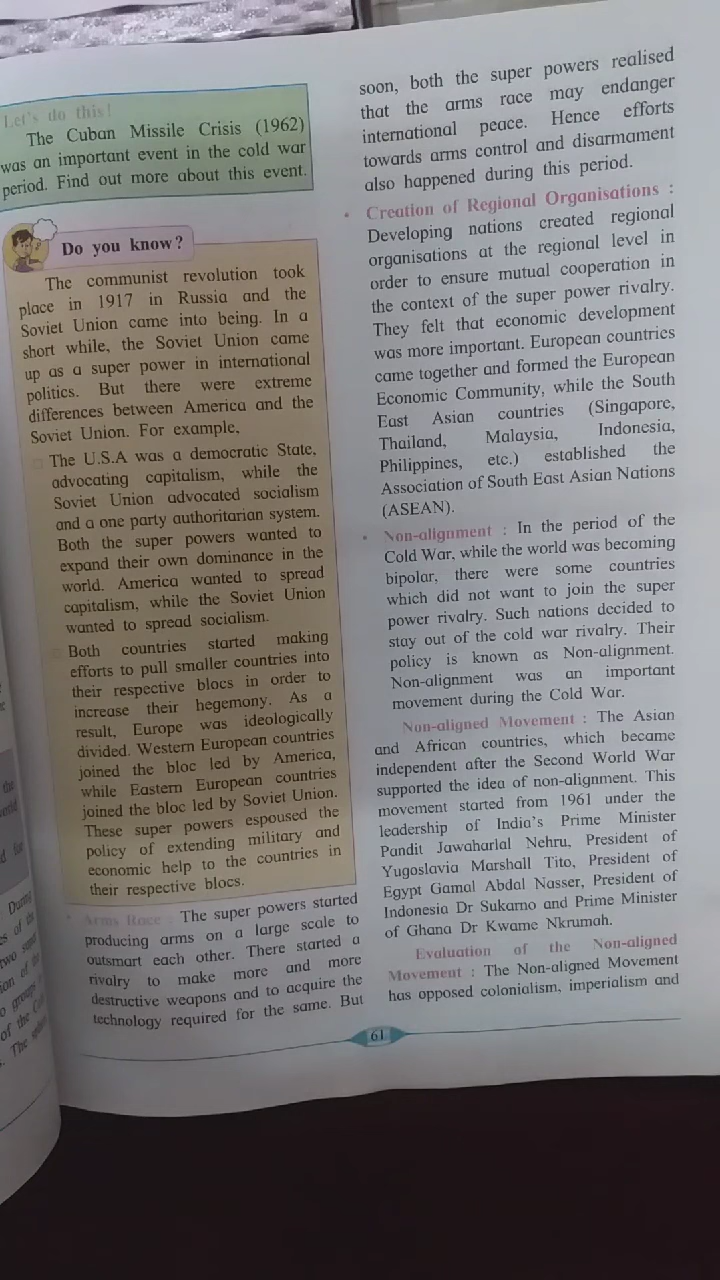 Let's do this!
The Cuban Missile Crisis (1962)
was an important event in the cold war
period. Find out more about this event.
Do you know?
The communist revolution took
place in 1917 in Russia and the
Soviet Union came into being. In a
short while, the Soviet Union came
up as a super power in international
politics. But there were extreme
differences between America and the
Soviet Union. For example,
The U.S.A was a democratic State,
advocating capitalism, while the
Soviet Union advocated socialism
and a one party authoritarian system.
Both the super powers wanted to
expand their own dominance in the
world. America wanted to spread
capitalism, while the Soviet Union
wanted to spread socialism.
Both countries started making
efforts to pull smaller countries into
their respective blocs in order to
increase their hegemony. As a
result, Europe was ideologically
divided. Western European countries
joined the bloc led by America,
while Eastern European countries
joined the bloc led by Soviet Union.
These super powers espoused the
policy of extending military and
economic help to the countries in
their respective blocs.
• Arms Race : The super powers started
producing arms on a large scale to
outsmart each other. There started a
rivalry to make more and more
destructive weapons and to acquire the
technology required for the same. But
soon, both the super powers realised
that the arms race may endanger
international peace. Hence efforts
towards arms control and disarmament
also happened during this period.
• Creation of Regional Organisations :
Developing nations created regional
organisations at the regional level in
order to ensure mutual cooperation in
the context of the super power rivalry.
They felt that economic development
was more important. European countries
came together and formed the European
Economic Community, while the South
East Asian countries (Singapore,
Thailand, Malaysia, Indonesia,
Philippines, etc.) established the
Association of South East Asian Nations
(ASEAN).
• Non-alignment : In the period of the
Cold War, while the world was becoming
bipolar, there were some countries
which did not want to join the super
power rivalry. Such nations decided to
stay out of the cold war rivalry. Their
policy is known as Non-alignment.
Non-alignment was an important
movement during the Cold War.
Non-aligned Movement : The Asian
and African countries, which became
independent after the Second World War
supported the idea of non-alignment. This
movement started from 1961 under the
leadership of India's Prime Minister
Pandit Jawaharlal Nehru, President of
Yugoslavia Marshall Tito, President of
Egypt Gamal Abdal Nasser, President of
Indonesia Dr Sukarno and Prime Minister
of Ghana Dr Kwame Nkrumah.
Evaluation of the Non-aligned
Movement : The Non-aligned Movement
has opposed colonialism, imperialism and
61